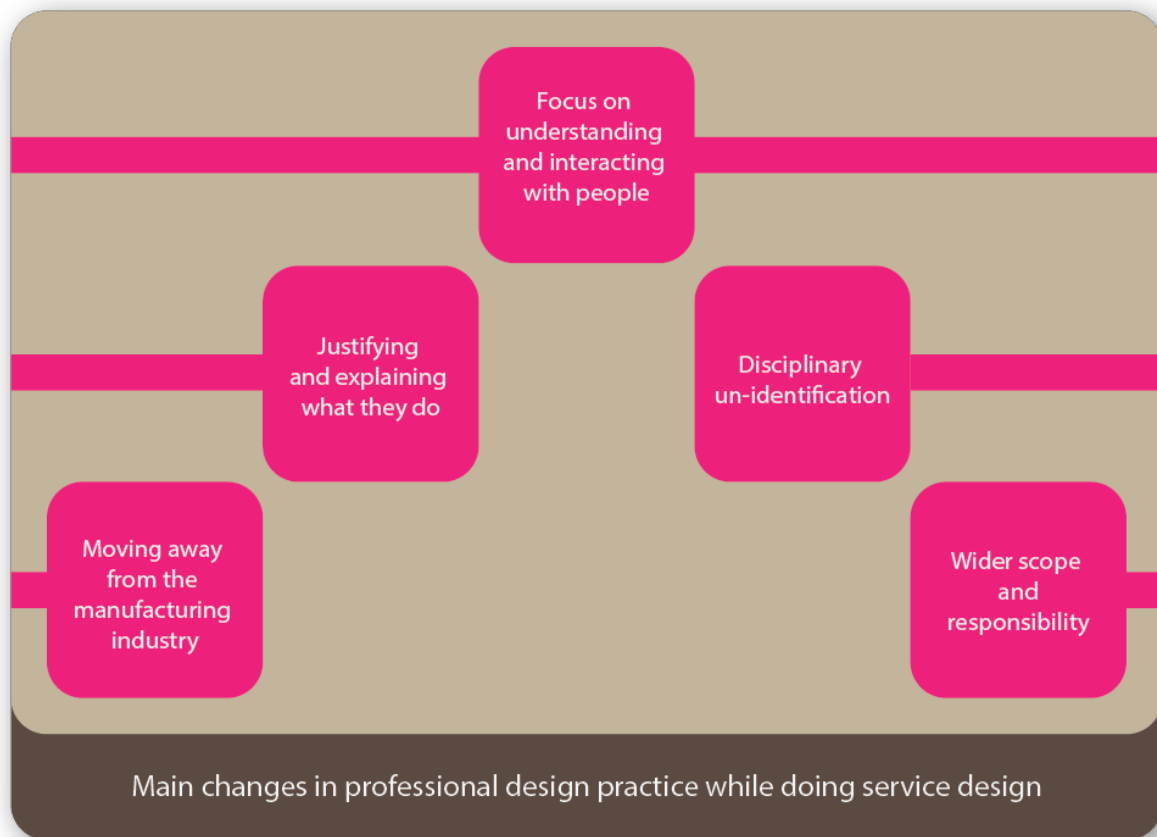 Focus on
understanding
and interacting
with people
Justifying
and explaining
what they do
Disciplinary
un-identification
Moving away
from the
manufacturing
industry
Wider scope
and
responsibility
Main changes in professional design practice while doing service design